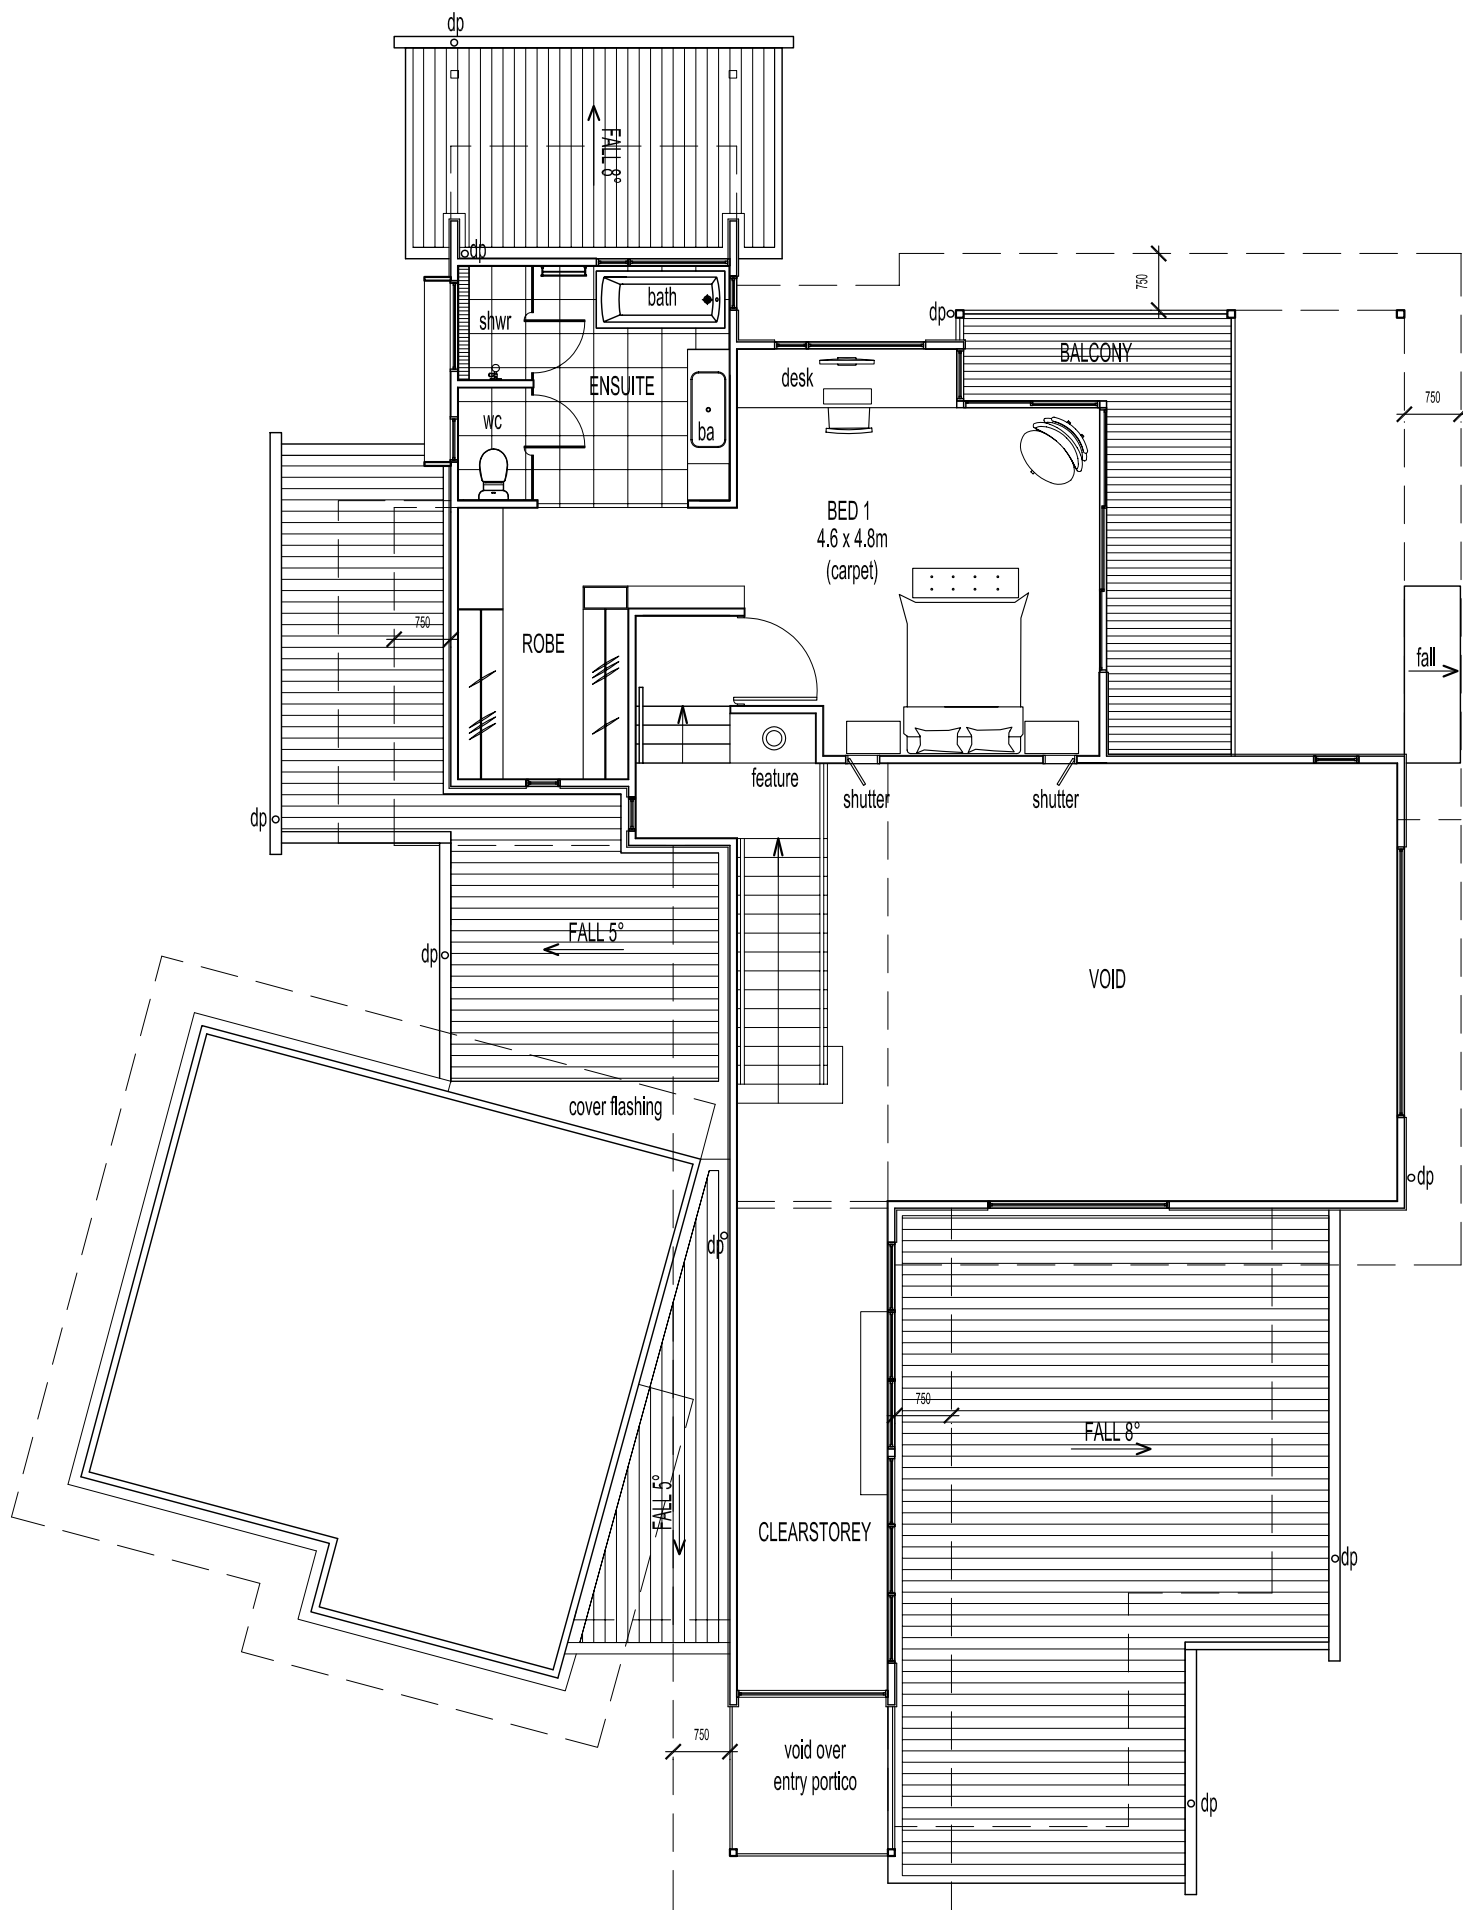 dp
FALL 8°
dp
bath
shwr
ENSUITE
wc
ba
desk
dp
BALCONY
750
750
BED 1
4.6 x 4.8m
(carpet)
750
ROBE
fall
feature
shutter
shutter
dp
FALL 5°
dp
VOID
cover flashing
dp
dp
750
FALL 8°
FALL 5°
CLEARSTOREY
dp
750
void over
entry portico
dp